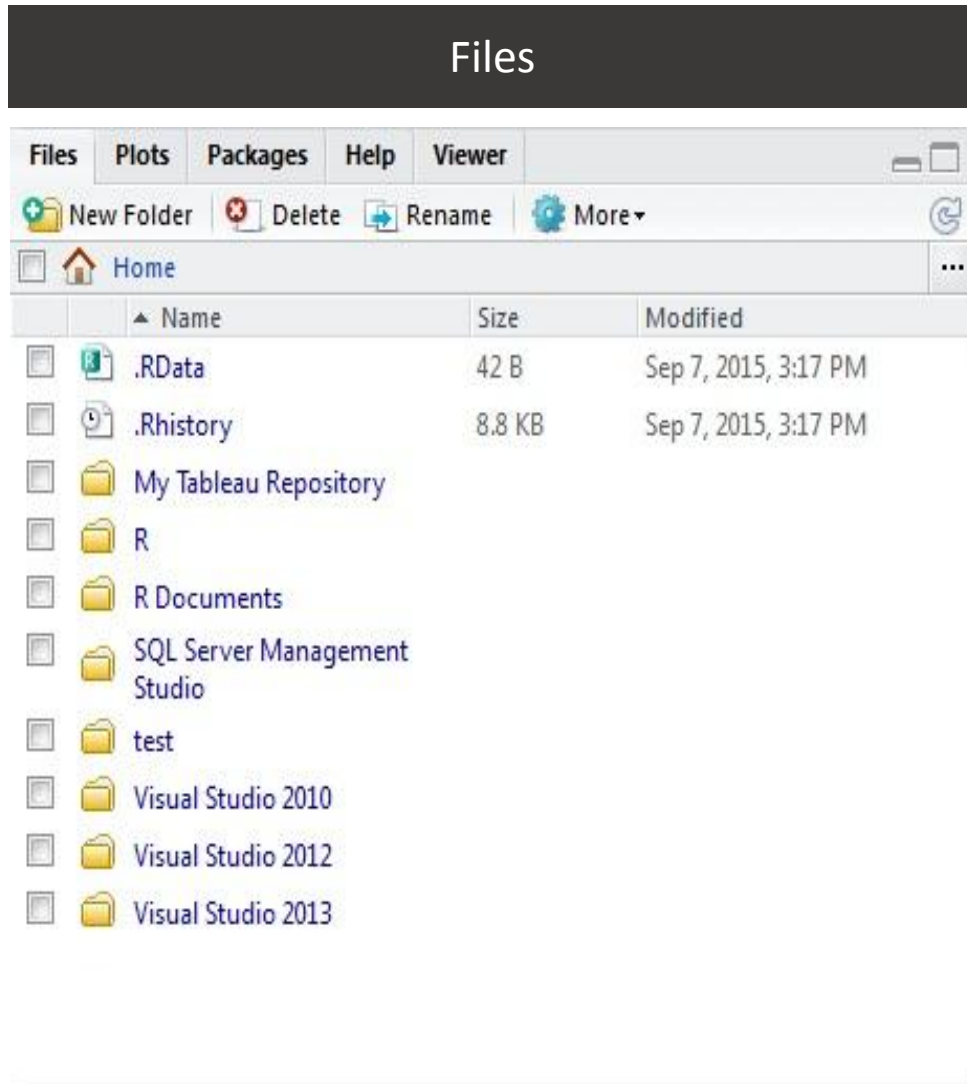 Files
Files Plots Packages Help Viewer
New Folder Delete Rename More
Home ...
Name Size Modified
.RData 42 B Sep 7, 2015, 3:17 PM
.Rhistory 8.8 KB Sep 7, 2015, 3:17 PM
My Tableau Repository
R
R Documents
SQL Server Management
Studio
test
Visual Studio 2010
Visual Studio 2012
Visual Studio 2013